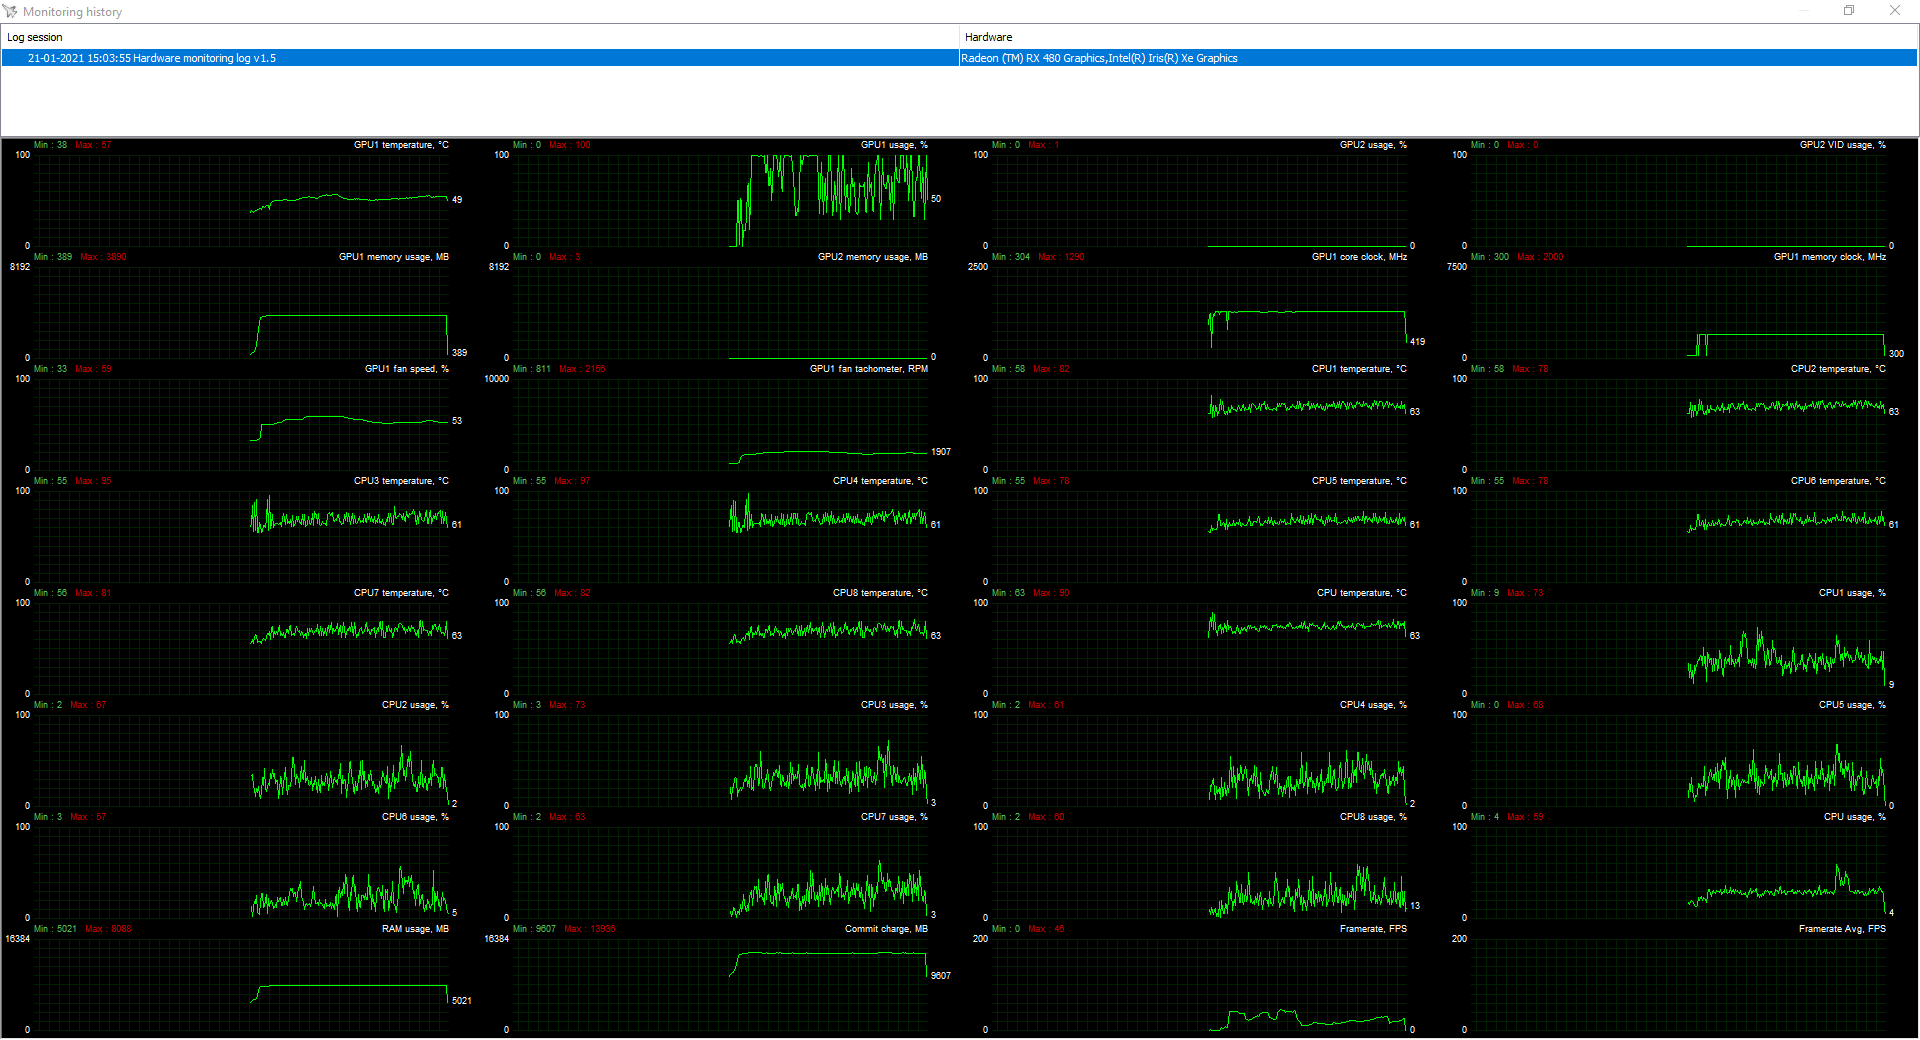 Monitoring history
Log session Hardware
21-01-2021 15:03:55 Hardware monitoring log v1.5 Radeon (TM) RX 480 Graphics,Intel(R) Iris(R) Xe Graphics
Min : 38 Max : 57 GPU1 temperature, °C
100
49
0
Min : 0 Max : 100 GPU1 usage, %
100
50
0
Min : 0 Max : 1 GPU2 usage, %
100
0
0
Min : 0 Max : 0 GPU2 VID usage, %
100
0
0
Min : 389 Max : 3890 GPU1 memory usage, MB
8192
389
0
Min : 0 Max : 3 GPU2 memory usage, MB
8192
0
0
Min : 304 Max : 1290 GPU1 core clock, MHz
2500
419
0
Min : 300 Max : 2000 GPU1 memory clock, MHz
7500
300
0
Min : 33 Max : 59 GPU1 fan speed, %
100
53
0
Min : 811 Max : 2166 GPU1 fan tachometer, RPM
10000
1907
0
Min : 58 Max : 82 CPU1 temperature, °C
100
63
0
Min : 58 Max : 78 CPU2 temperature, °C
100
63
0
Min : 55 Max : 95 CPU3 temperature, °C
100
61
0
Min : 55 Max : 97 CPU4 temperature, °C
100
61
0
Min : 55 Max : 78 CPU5 temperature, °C
100
61
0
Min : 55 Max : 78 CPU6 temperature, °C
100
61
0
Min : 56 Max : 81 CPU7 temperature, °C
100
63
0
Min : 56 Max : 82 CPU8 temperature, °C
100
63
0
Min : 63 Max : 90 CPU temperature, °C
100
63
0
Min : 9 Max : 73 CPU1 usage, %
100
9
0
Min : 2 Max : 67 CPU2 usage, %
100
2
0
Min : 3 Max : 73 CPU3 usage, %
100
3
0
Min : 2 Max : 61 CPU4 usage, %
100
2
0
Min : 0 Max : 68 CPU5 usage, %
100
0
0
Min : 3 Max : 57 CPU6 usage, %
100
5
0
Min : 2 Max : 63 CPU7 usage, %
100
3
0
Min : 2 Max : 60 CPU8 usage, %
100
13
0
Min : 4 Max : 59 CPU usage, %
100
4
0
Min : 5021 Max : 8088 RAM usage, MB
16384
5021
0
Min : 9607 Max : 13936 Commit charge, MB
16384
9607
0
Min : 0 Max : 46 Framerate, FPS
200
0
0
Framerate Avg, FPS
200
0